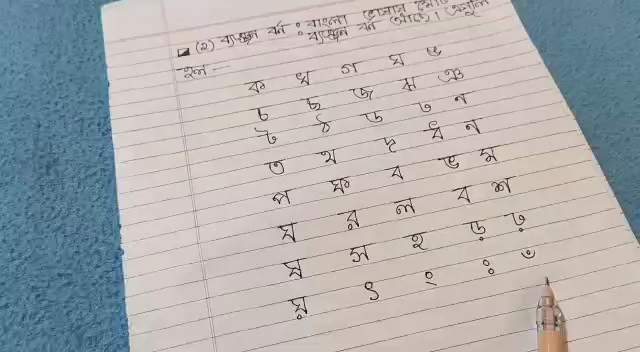 (২) ব্যঞ্জন বর্ন : বাংলা ভাষায়
ব্যঞ্জন বর্ন আছে। সেগুলি
হল —
ক খ গ ঘ ঙ
চ ছ জ ঝ ঞ
ট ঠ ড ঢ ন
ত থ দ ধ ন
প ফ ব ভ ম
য র ল ব শ
ষ স হ ড় ঢ়
য় ৎ ং ঃ ঁ